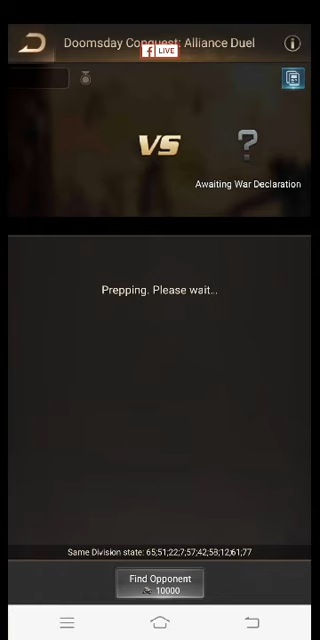 Doomsday Conquest: Alliance Duel
f LIVE
VS ?
Awaiting War Declaration
Prepping. Please wait...
Same Division state: 65;51;22;7;57;42;58;12;61;77
Find Opponent
10000